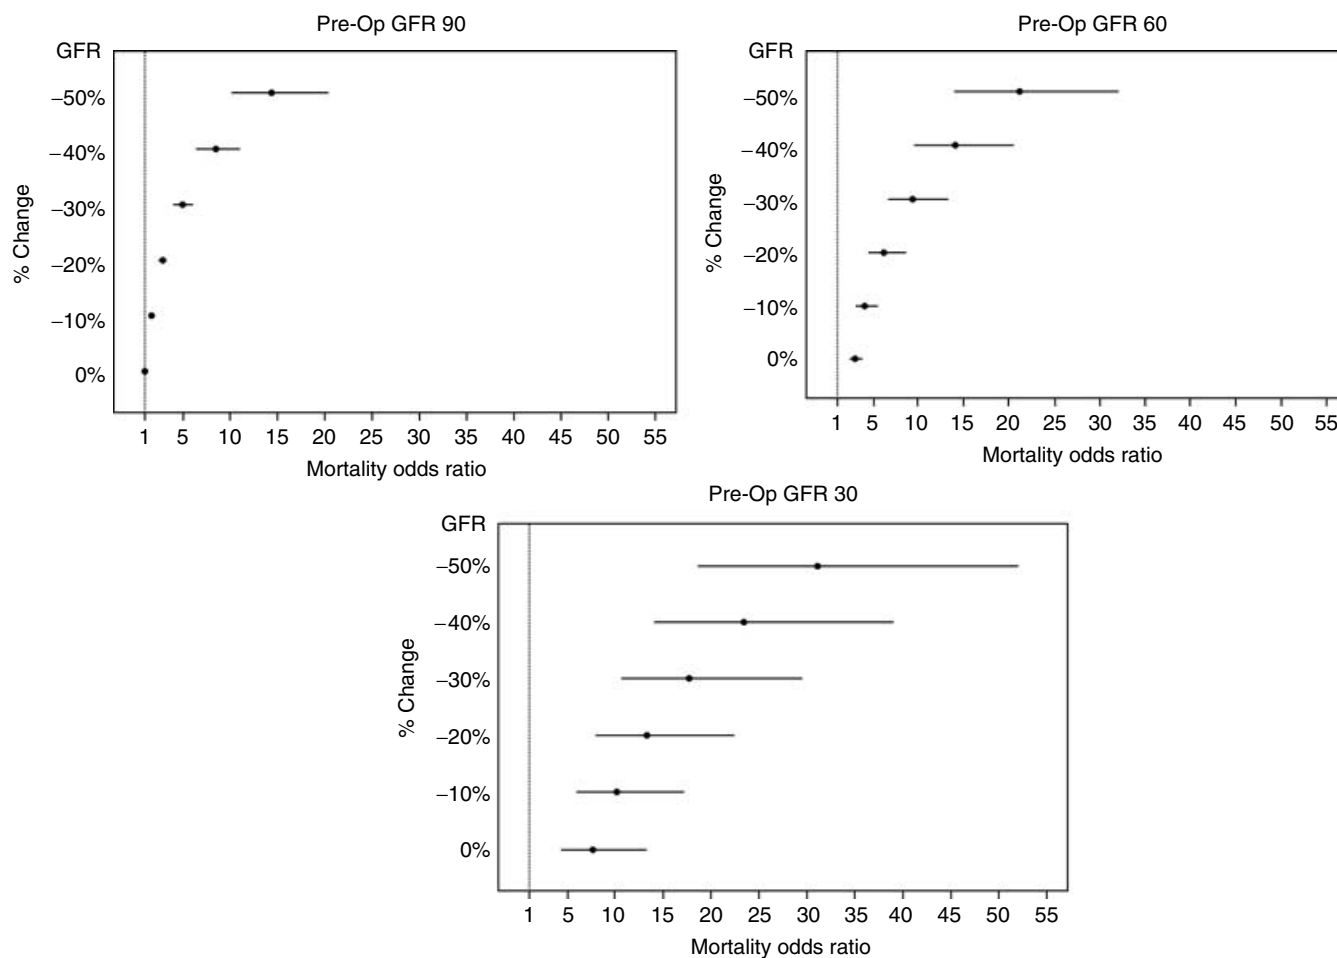 Pre-Op GFR 90
GFR
–50%
–40%
–30%
–20%
–10%
0%
% Change
1 5 10 15 20 25 30 35 40 45 50 55
Mortality odds ratio
Pre-Op GFR 60
GFR
–50%
–40%
–30%
–20%
–10%
0%
% Change
1 5 10 15 20 25 30 35 40 45 50 55
Mortality odds ratio
Pre-Op GFR 30
GFR
–50%
–40%
–30%
–20%
–10%
0%
% Change
1 5 10 15 20 25 30 35 40 45 50 55
Mortality odds ratio